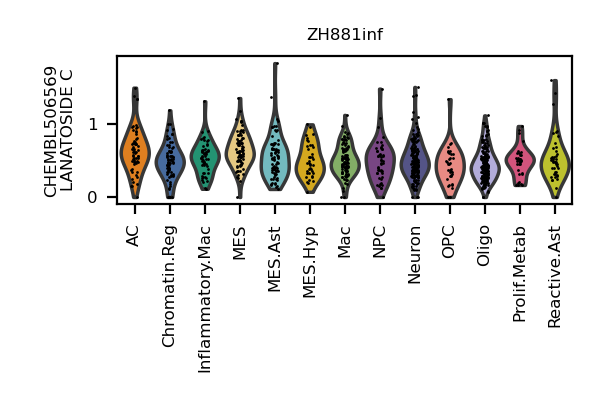 ZH881inf
CHEMBL506569
LANATOSIDE C
1
0
AC
Chromatin.Reg
Inflammatory.Mac
MES
MES.Ast
MES.Hyp
Mac
NPC
Neuron
OPC
Oligo
Prolif.Metab
Reactive.Ast